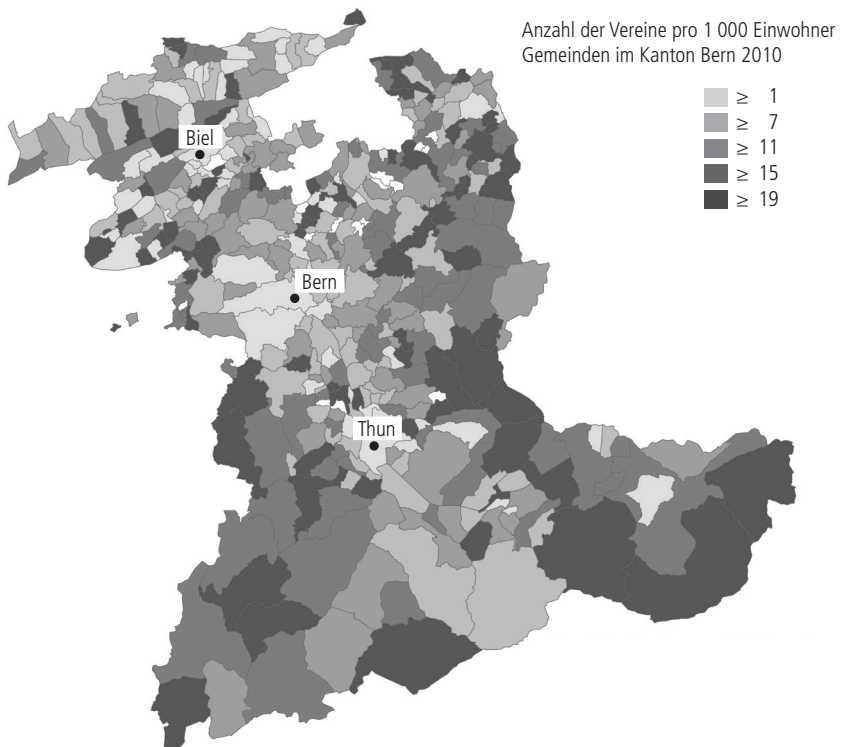 Anzahl der Vereine pro 1 000 Einwohner
Gemeinden im Kanton Bern 2010
≥ 1
≥ 7
≥ 11
≥ 15
≥ 19
Biel
Bern
Thun